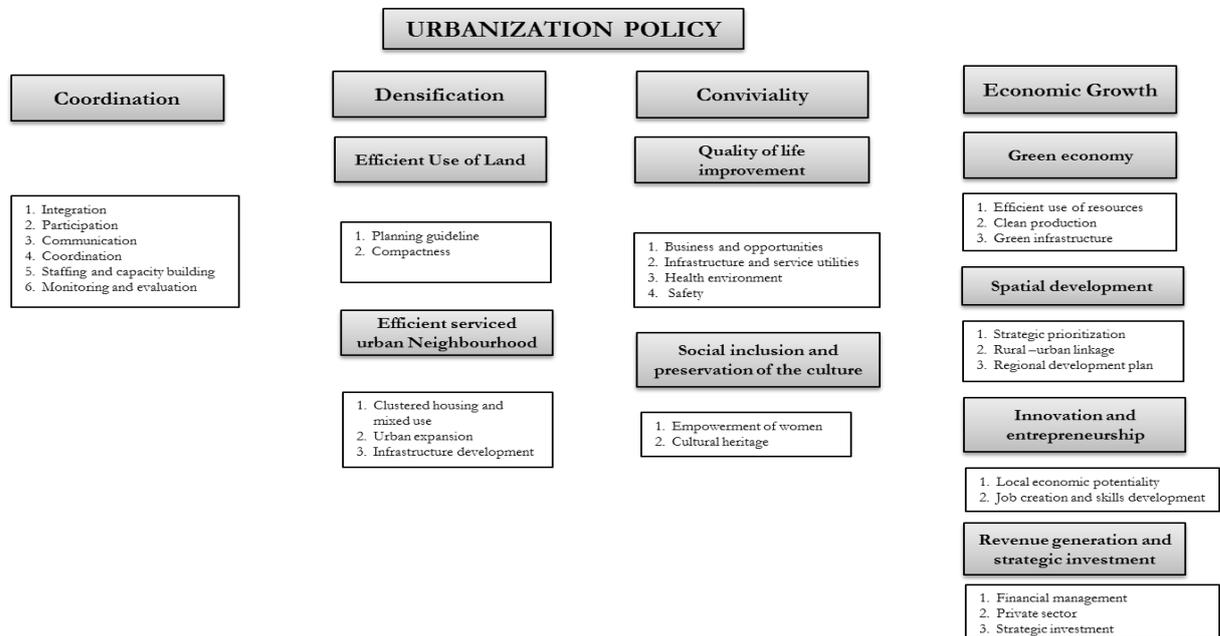 URBANIZATION POLICY
Coordination
1. Integration
2. Participation
3. Communication
4. Coordination
5. Staffing and capacity building
6. Monitoring and evaluation
Densification
Efficient Use of Land
1. Planning guideline
2. Compactness
Efficient serviced
urban Neighbourhood
1. Clustered housing and
mixed use
2. Urban expansion
3. Infrastructure development
Conviviality
Quality of life
improvement
1. Business and opportunities
2. Infrastructure and service utilities
3. Health environment
4. Safety
Social inclusion and
preservation of the culture
1. Empowerment of women
2. Cultural heritage
Economic Growth
Green economy
1. Efficient use of resources
2. Clean production
3. Green infrastructure
Spatial development
1. Strategic prioritization
2. Rural –urban linkage
3. Regional development plan
Innovation and
entrepreneurship
1. Local economic potentiality
2. Job creation and skills development
Revenue generation and
strategic investment
1. Financial management
2. Private sector
3. Strategic investment